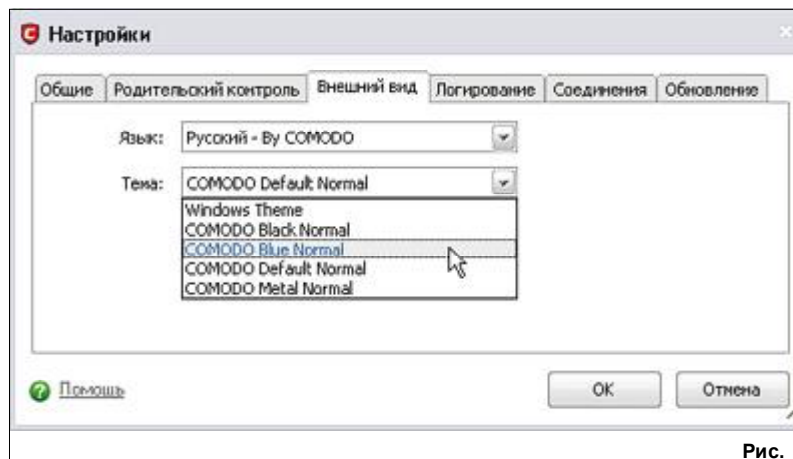 Настройки
Общие Родительский контроль Внешний вид Логирование Соединения Обновление
Язык: Русский - By COMODO
Тема: COMODO Default Normal
Windows Theme
COMODO Black Normal
COMODO Blue Normal
COMODO Default Normal
COMODO Metal Normal
Помощь OK Отмена
Рис.